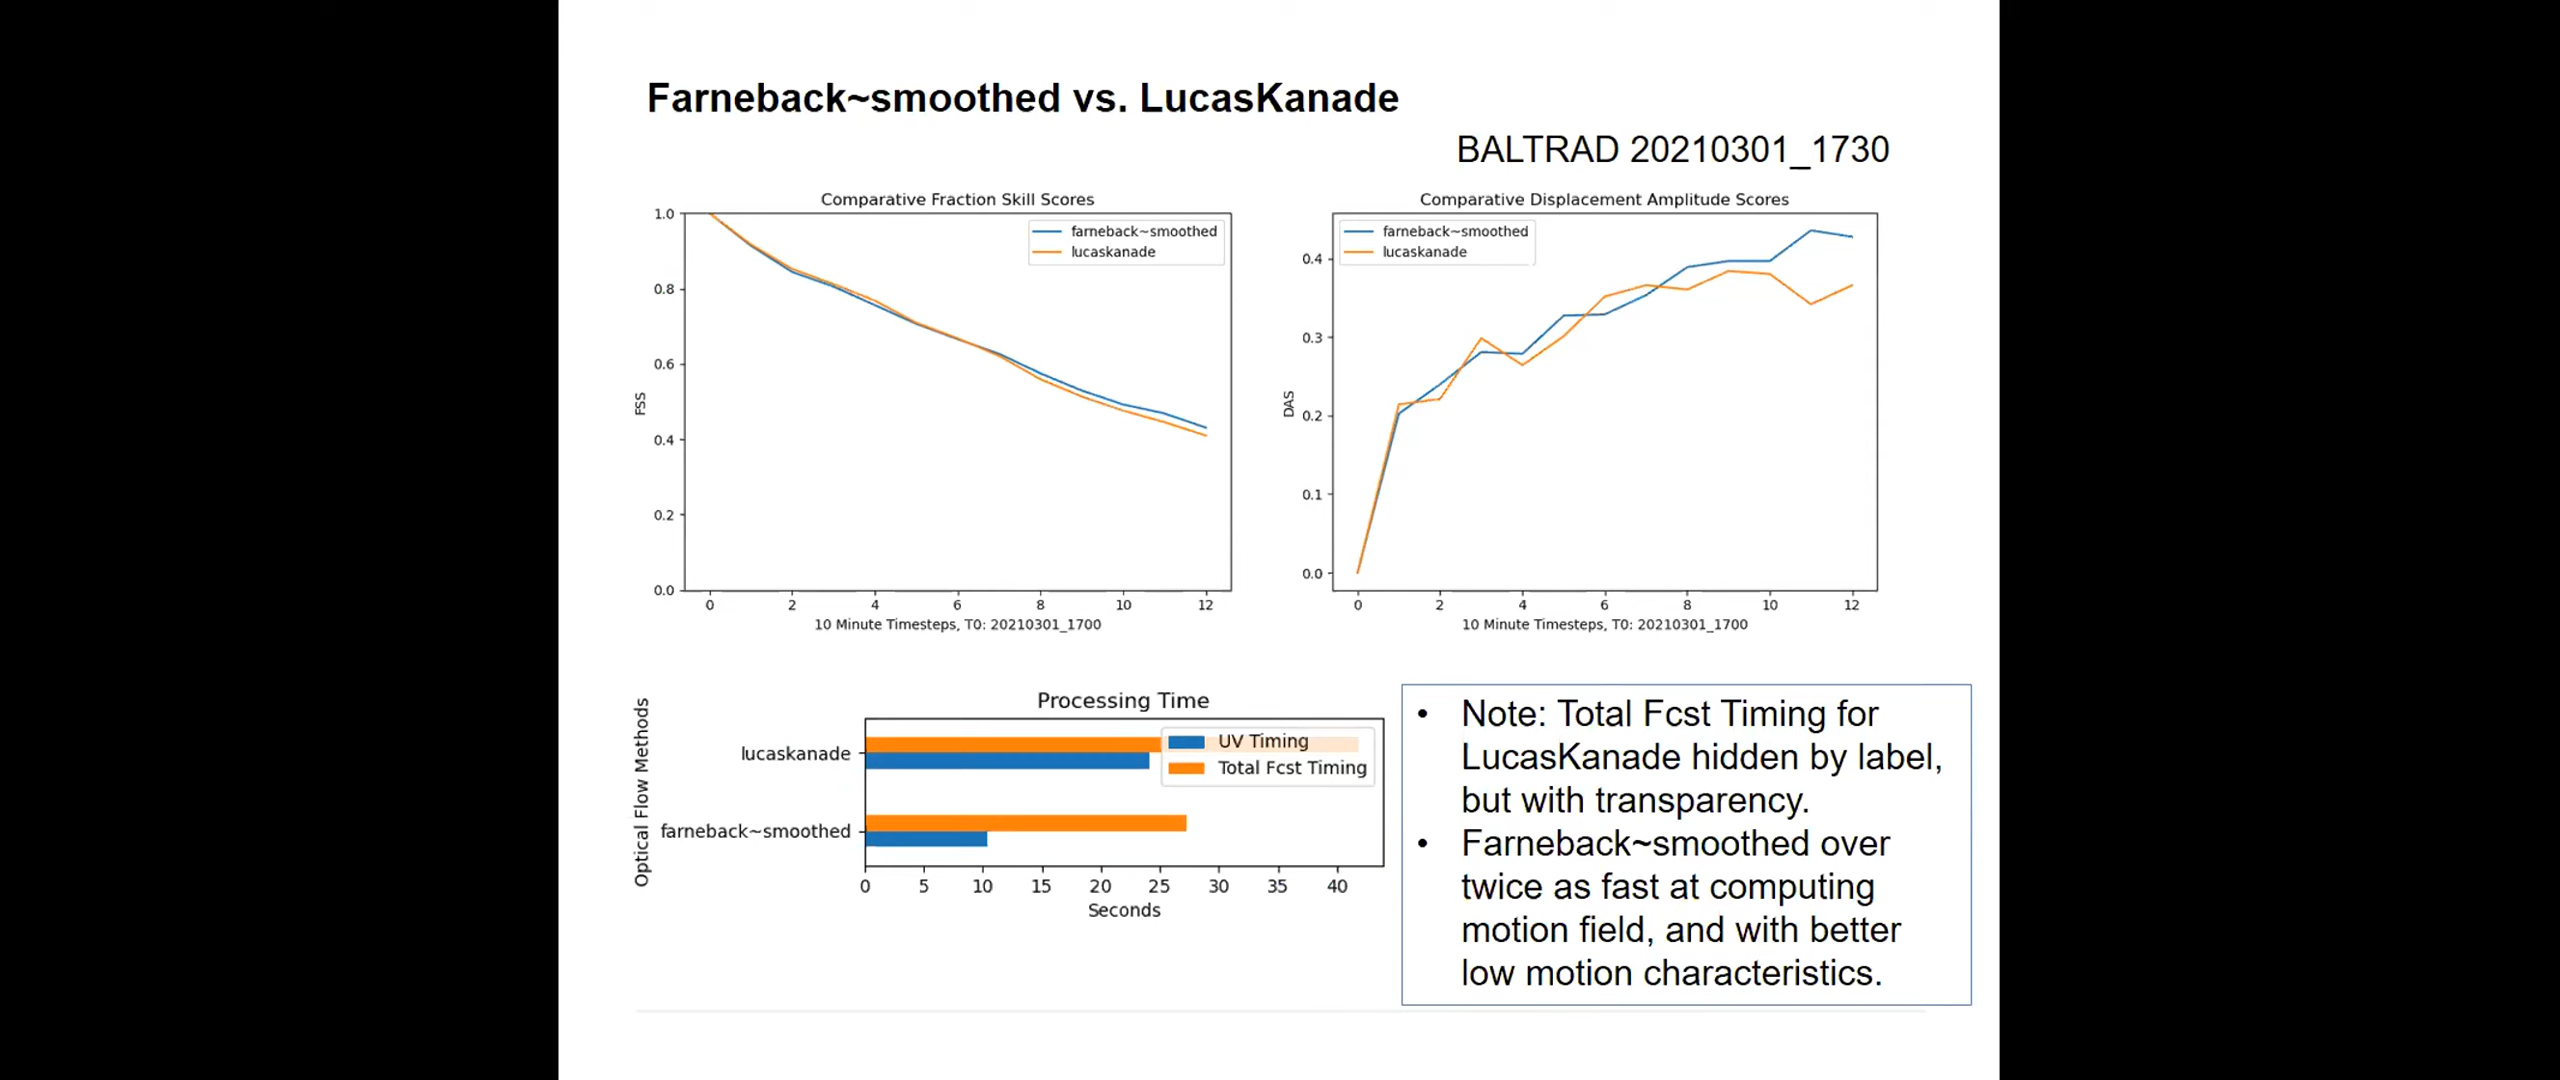 Farneback~smoothed vs. LucasKanade
BALTRAD 20210301_1730
Comparative Fraction Skill Scores
1.0
0.8
0.6
0.4
0.2
0.0
FSS
farneback~smoothed
lucaskanade
0 2 4 6 8 10 12
10 Minute Timesteps, T0: 20210301_1700
Comparative Displacement Amplitude Scores
0.4
0.3
0.2
0.1
0.0
DAS
farneback~smoothed
lucaskanade
0 2 4 6 8 10 12
10 Minute Timesteps, T0: 20210301_1700
Processing Time
Optical Flow Methods
lucaskanade
farneback~smoothed
UV Timing
Total Fcst Timing
0 5 10 15 20 25 30 35 40
Seconds
• Note: Total Fcst Timing for
LucasKanade hidden by label,
but with transparency.
• Farneback~smoothed over
twice as fast at computing
motion field, and with better
low motion characteristics.